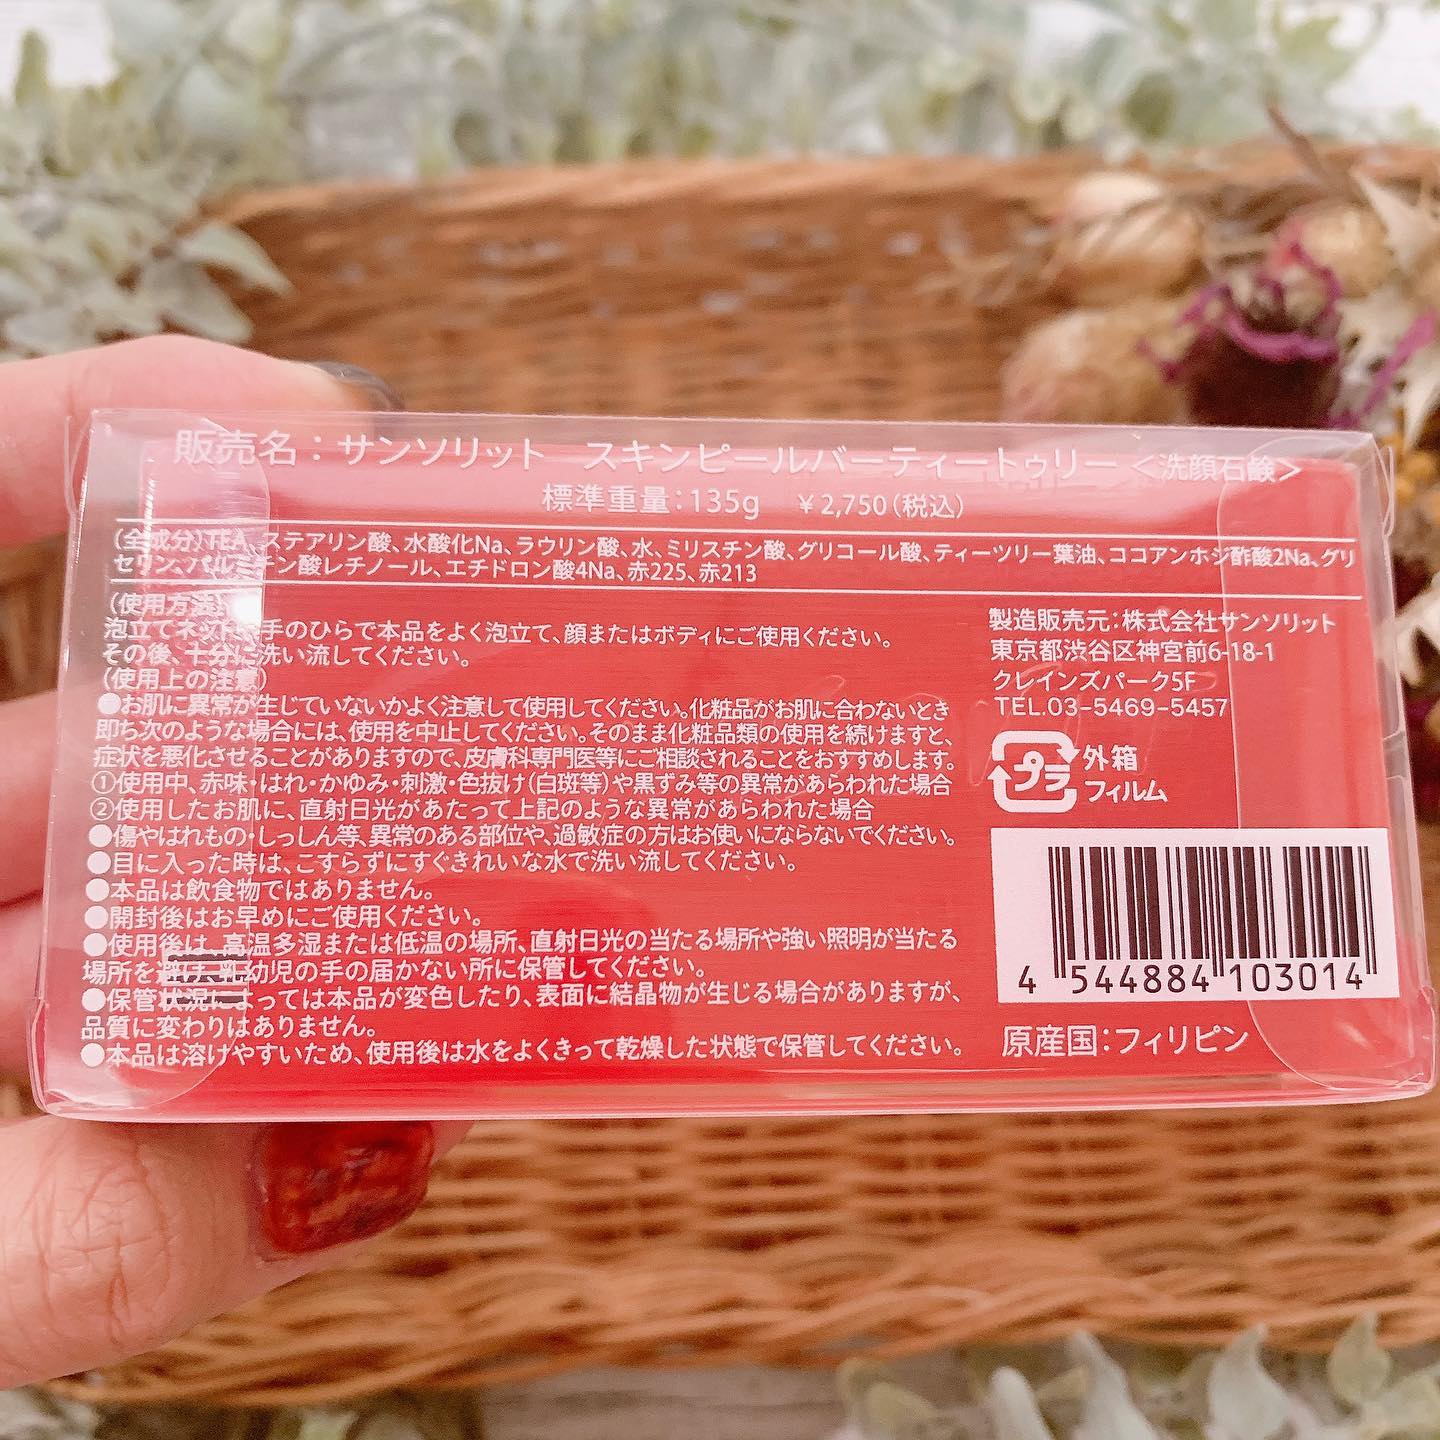 販売名：サンソリット　スキンピールバーティートゥリー＜洗顔石鹸＞
標準重量：135g　￥2,750（税込）
（全成分）TEA、ステアリン酸、水酸化Na、ラウリン酸、水、ミリスチン酸、グリコール酸、ティーツリー葉油、ココアンホジ酢酸2Na、グリ
セリン、パルミチン酸レチノール、エチドロン酸4Na、赤225、赤213
（使用方法）
泡立てネットや手のひらで本品をよく泡立て、顔またはボディにご使用ください。
その後、十分に洗い流してください。
（使用上の注意）
●お肌に異常が生じていないかよく注意して使用してください。化粧品がお肌に合わないとき
即ち次のような場合には、使用を中止してください。そのまま化粧品類の使用を続けますと、
症状を悪化させることがありますので、皮膚科専門医等にご相談されることをおすすめします。
①使用中、赤味・はれ・かゆみ・刺激・色抜け（白斑等）や黒ずみ等の異常があらわれた場合
②使用したお肌に、直射日光があたって上記のような異常があらわれた場合
●傷やはれもの・しっしん等、異常のある部位や、過敏症の方はお使いにならないでください。
●目に入った時は、こすらずにすぐきれいな水で洗い流してください。
●本品は飲食物ではありません。
●開封後はお早めにご使用ください。
●使用後は、高温多湿または低温の場所、直射日光の当たる場所や強い照明が当たる
場所を避け、乳幼児の手の届かない所に保管してください。
●保管状況によっては本品が変色したり、表面に結晶物が生じる場合がありますが、
品質に変わりはありません。
●本品は溶けやすいため、使用後は水をよくきって乾燥した状態で保管してください。
製造販売元：株式会社サンソリット
東京都渋谷区神宮前6-18-1
クレインズパーク5F
TEL.03-5469-5457
プラ
外箱
フィルム
4 544884 103014
原産国：フィリピン